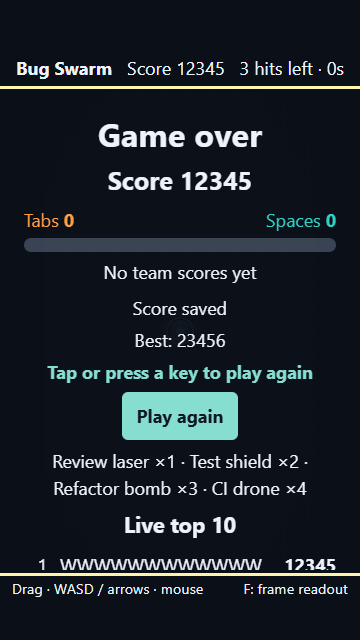 Bug Swarm Score 12345 3 hits left · 0s
Game over
Score 12345
Tabs 0 Spaces 0
No team scores yet
Score saved
Best: 23456
Tap or press a key to play again
Play again
Review laser ×1 · Test shield ×2 ·
Refactor bomb ×3 · CI drone ×4
Live top 10
1 WWWWWWWWWWWW 12345
Drag · WASD / arrows · mouse F: frame readout